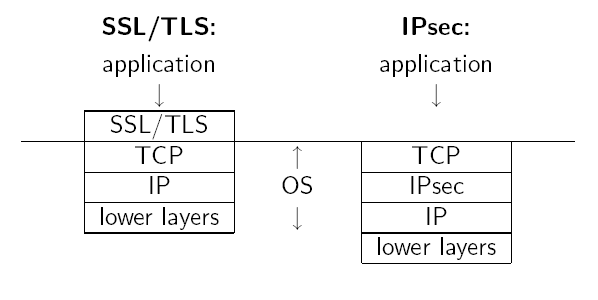 SSL/TLS:
application
↓
SSL/TLS
TCP
IP
lower layers
↑
OS
↓
IPsec:
application
↓
TCP
IPsec
IP
lower layers